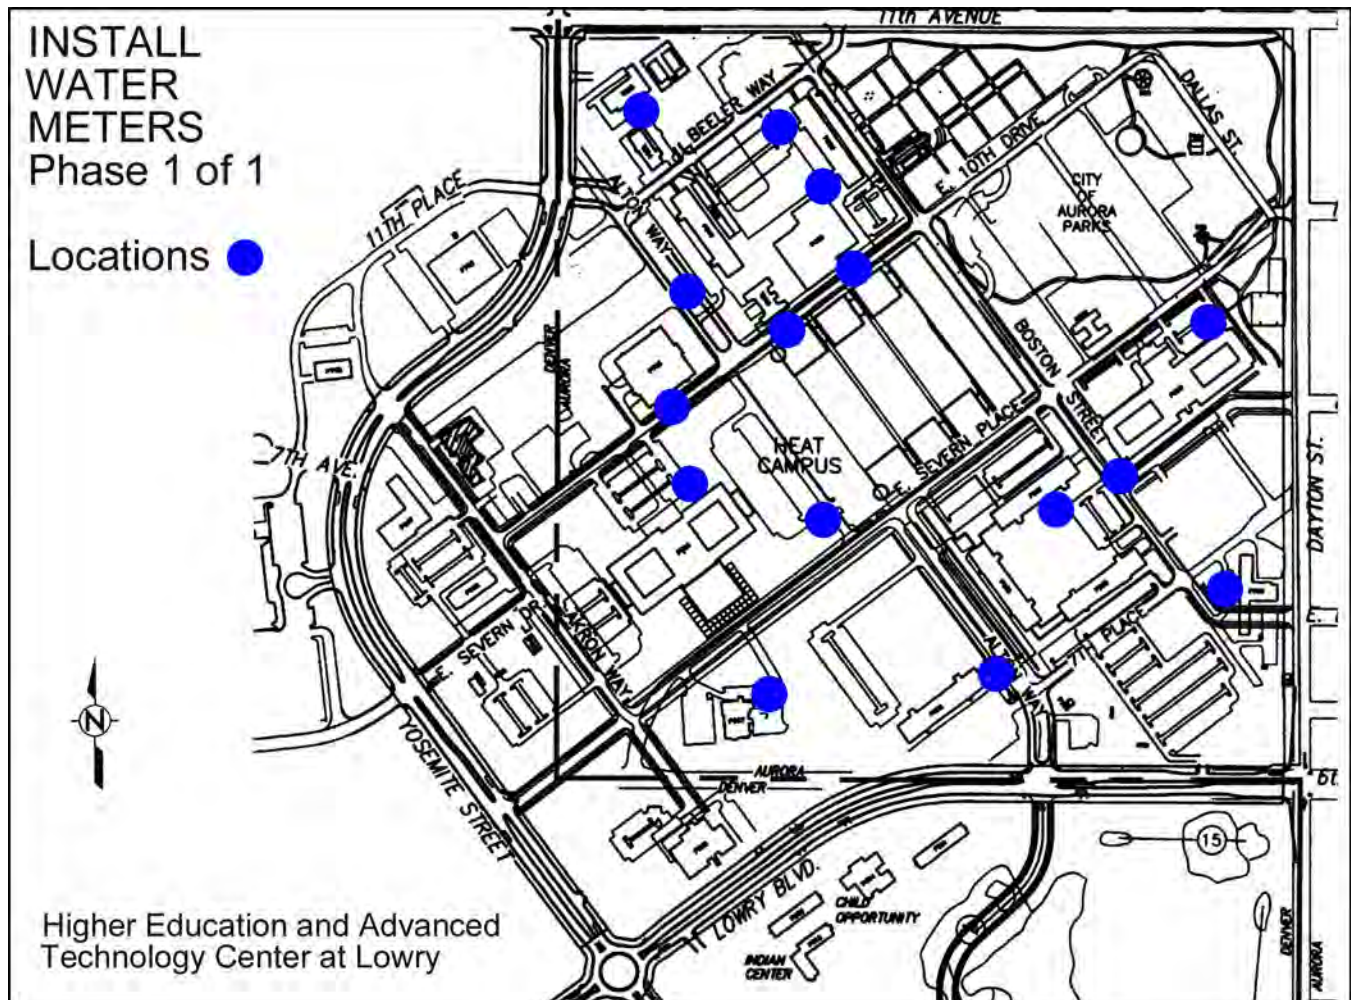 INSTALL
WATER
METERS
Phase 1 of 1
Locations
11th AVENUE
BEELER WAY
DALLAS ST.
E. 10TH DRIVE
CITY
OF
AURORA
PARKS
ALTON WAY
11TH PLACE
DENVER
AURORA
BOSTON STREET
7TH AVE.
HEAT
CAMPUS
E. SEVERN PLACE
DAYTON ST.
E. SEVERN DR.
AKRON WAY
7TH PLACE
ALTON WAY
YOSEMITE STREET
AURORA
DENVER
6t
15
LOWRY BLVD.
CHILD
OPPORTUNITY
INDIAN
CENTER
DENVER
AURORA
N
Higher Education and Advanced
Technology Center at Lowry